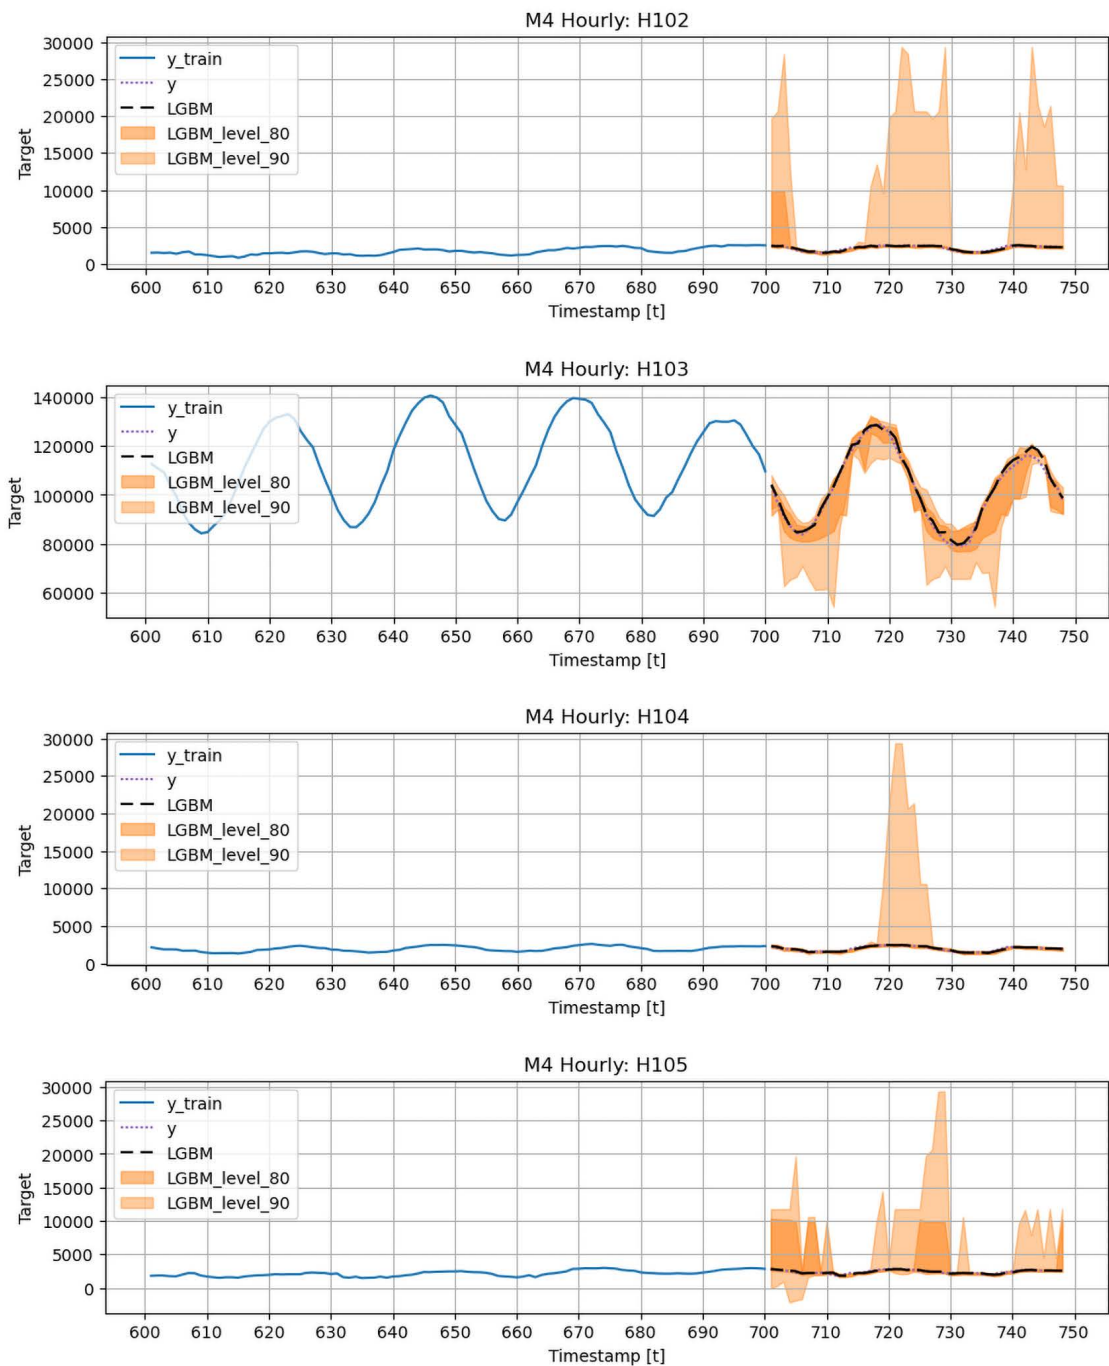 M4 Hourly: H102
30000
25000
20000
15000
10000
5000
0
Target
y_train
y
LGBM
LGBM_level_80
LGBM_level_90
600 610 620 630 640 650 660 670 680 690 700 710 720 730 740 750
Timestamp [t]
M4 Hourly: H103
140000
120000
100000
80000
60000
Target
y_train
y
LGBM
LGBM_level_80
LGBM_level_90
600 610 620 630 640 650 660 670 680 690 700 710 720 730 740 750
Timestamp [t]
M4 Hourly: H104
30000
25000
20000
15000
10000
5000
0
Target
y_train
y
LGBM
LGBM_level_80
LGBM_level_90
600 610 620 630 640 650 660 670 680 690 700 710 720 730 740 750
Timestamp [t]
M4 Hourly: H105
30000
25000
20000
15000
10000
5000
0
Target
y_train
y
LGBM
LGBM_level_80
LGBM_level_90
600 610 620 630 640 650 660 670 680 690 700 710 720 730 740 750
Timestamp [t]